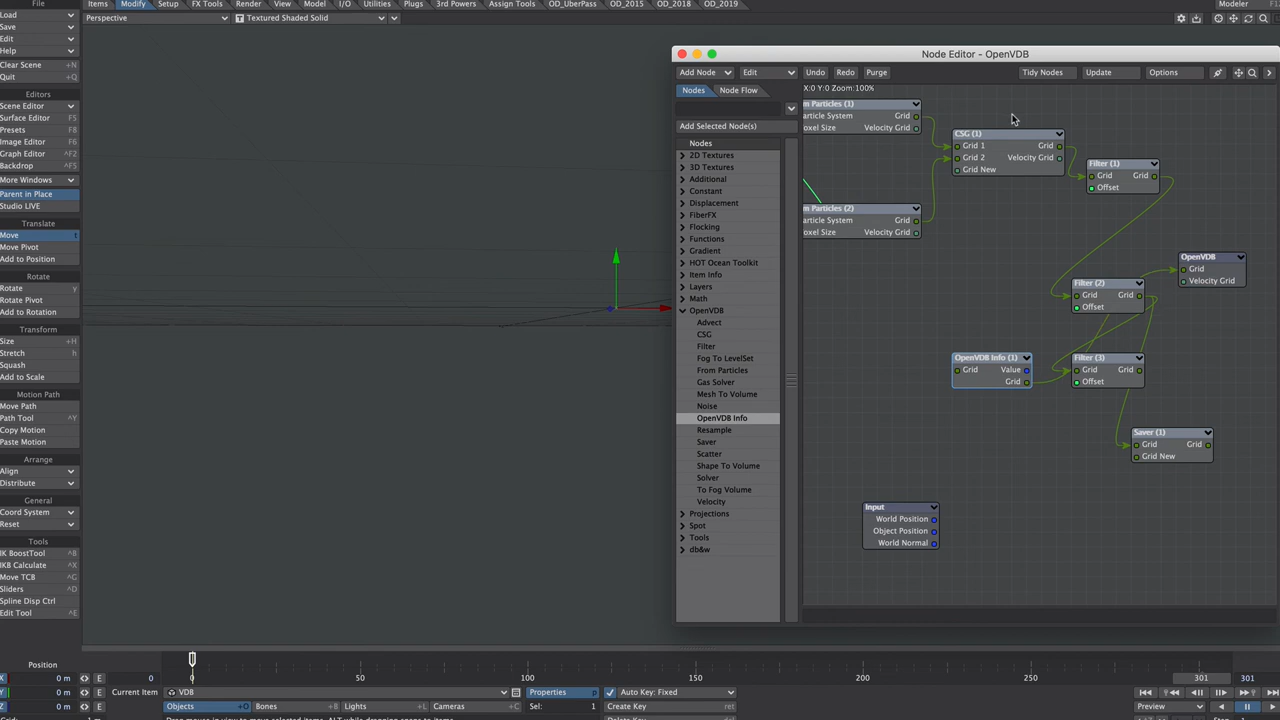 Items Modify Setup FX Tools Render View Model I/O Utilities Plugs 3rd Powers Assign Tools OD_UberPass OD_2015 OD_2018 OD_2019
File
Modeler
Load
Perspective
Textured Shaded Solid
Save
Edit
Help
Clear Scene +N
Quit +Q
Editors
Scene Editor
Surface Editor F5
Presets F8
Image Editor F6
Graph Editor ^F2
Backdrop ^F5
More Windows
Parent in Place
Studio LIVE
Translate
Move t
Move Pivot
Add to Position
Rotate
Rotate y
Rotate Pivot
Add to Rotation
Transform
Size +H
Stretch h
Squash
Add to Scale
Motion Path
Move Path
Path Tool ^Y
Copy Motion
Paste Motion
Arrange
Align
Distribute
General
Coord System
Reset
Tools
IK BoostTool ^B
IKB Calculate ^A
Move TCB ^G
Sliders ^D
Spline Disp Ctrl
Edit Tool ^E
Node Editor - OpenVDB
Add Node Edit Undo Redo Purge Tidy Nodes Update Options
Nodes Node Flow
X:0 Y:0 Zoom:100%
Add Selected Node(s)
Nodes
2D Textures
3D Textures
Additional
Constant
Displacement
FiberFX
Flocking
Functions
Gradient
HOT Ocean Toolkit
Item Info
Layers
Math
OpenVDB
Advect
CSG
Filter
Fog To LevelSet
From Particles
Gas Solver
Mesh To Volume
Noise
OpenVDB Info
Resample
Saver
Scatter
Shape To Volume
Solver
To Fog Volume
Velocity
Projections
Spot
Tools
db&w
m Particles (1)
article System Grid
oxel Size Velocity Grid
CSG (1)
Grid 1 Grid
Grid 2 Velocity Grid
Grid New
Filter (1)
Grid Grid
Offset
m Particles (2)
article System Grid
oxel Size Velocity Grid
OpenVDB
Grid
Velocity Grid
Filter (2)
Grid Grid
Offset
OpenVDB Info (1)
Grid Value
Grid
Filter (3)
Grid Grid
Offset
Saver (1)
Grid Grid
Grid New
Input
World Position
Object Position
World Normal
Position
0 50 100 150 200 250 301
X 0 m E 0
301 301
Y 0 m E Current Item VDB Properties p Auto Key: Fixed
Z 0 m E Objects +O Bones +B Lights +L Cameras +C Sel: 1 Create Key Preview
Grid: 1 m